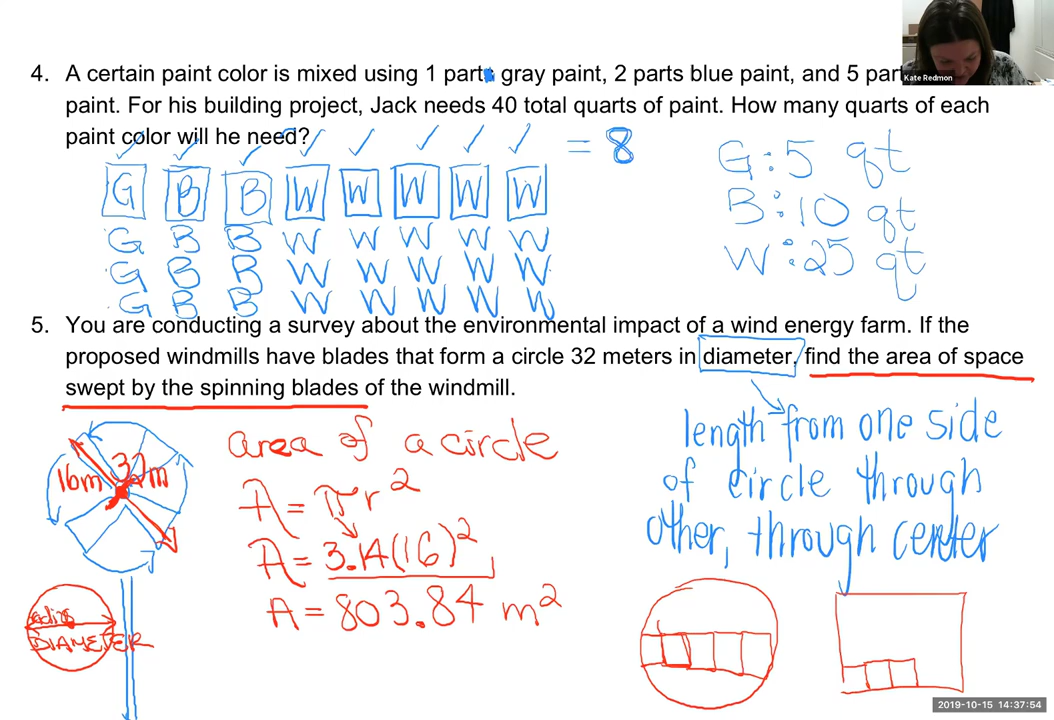 4. A certain paint color is mixed using 1 part gray paint, 2 parts blue paint, and 5 par
paint. For his building project, Jack needs 40 total quarts of paint. How many quarts of each
paint color will he need?
Kate Redmon
= 8
G B B W W W W W
G B B W W W W W
G B B W W W W W
G B B W W W W W
G: 5 qt
B: 10 qt
W: 25 qt
5. You are conducting a survey about the environmental impact of a wind energy farm. If the
proposed windmills have blades that form a circle 32 meters in diameter, find the area of space
swept by the spinning blades of the windmill.
16m 32m
area of a circle
A = πr²
A = 3.14(16)²
A = 803.84 m²
length from one side
of circle through
other, through center
DIAMETER
2019-10-15 14:37:54